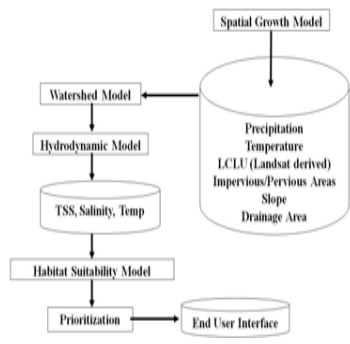 Spatial Growth Model
Watershed Model
Precipitation
Temperature
LCLU (Landsat derived)
Impervious/Pervious Areas
Slope
Drainage Area
Hydrodynamic Model
TSS, Salinity, Temp
Habitat Suitability Model
Prioritization
End User Interface